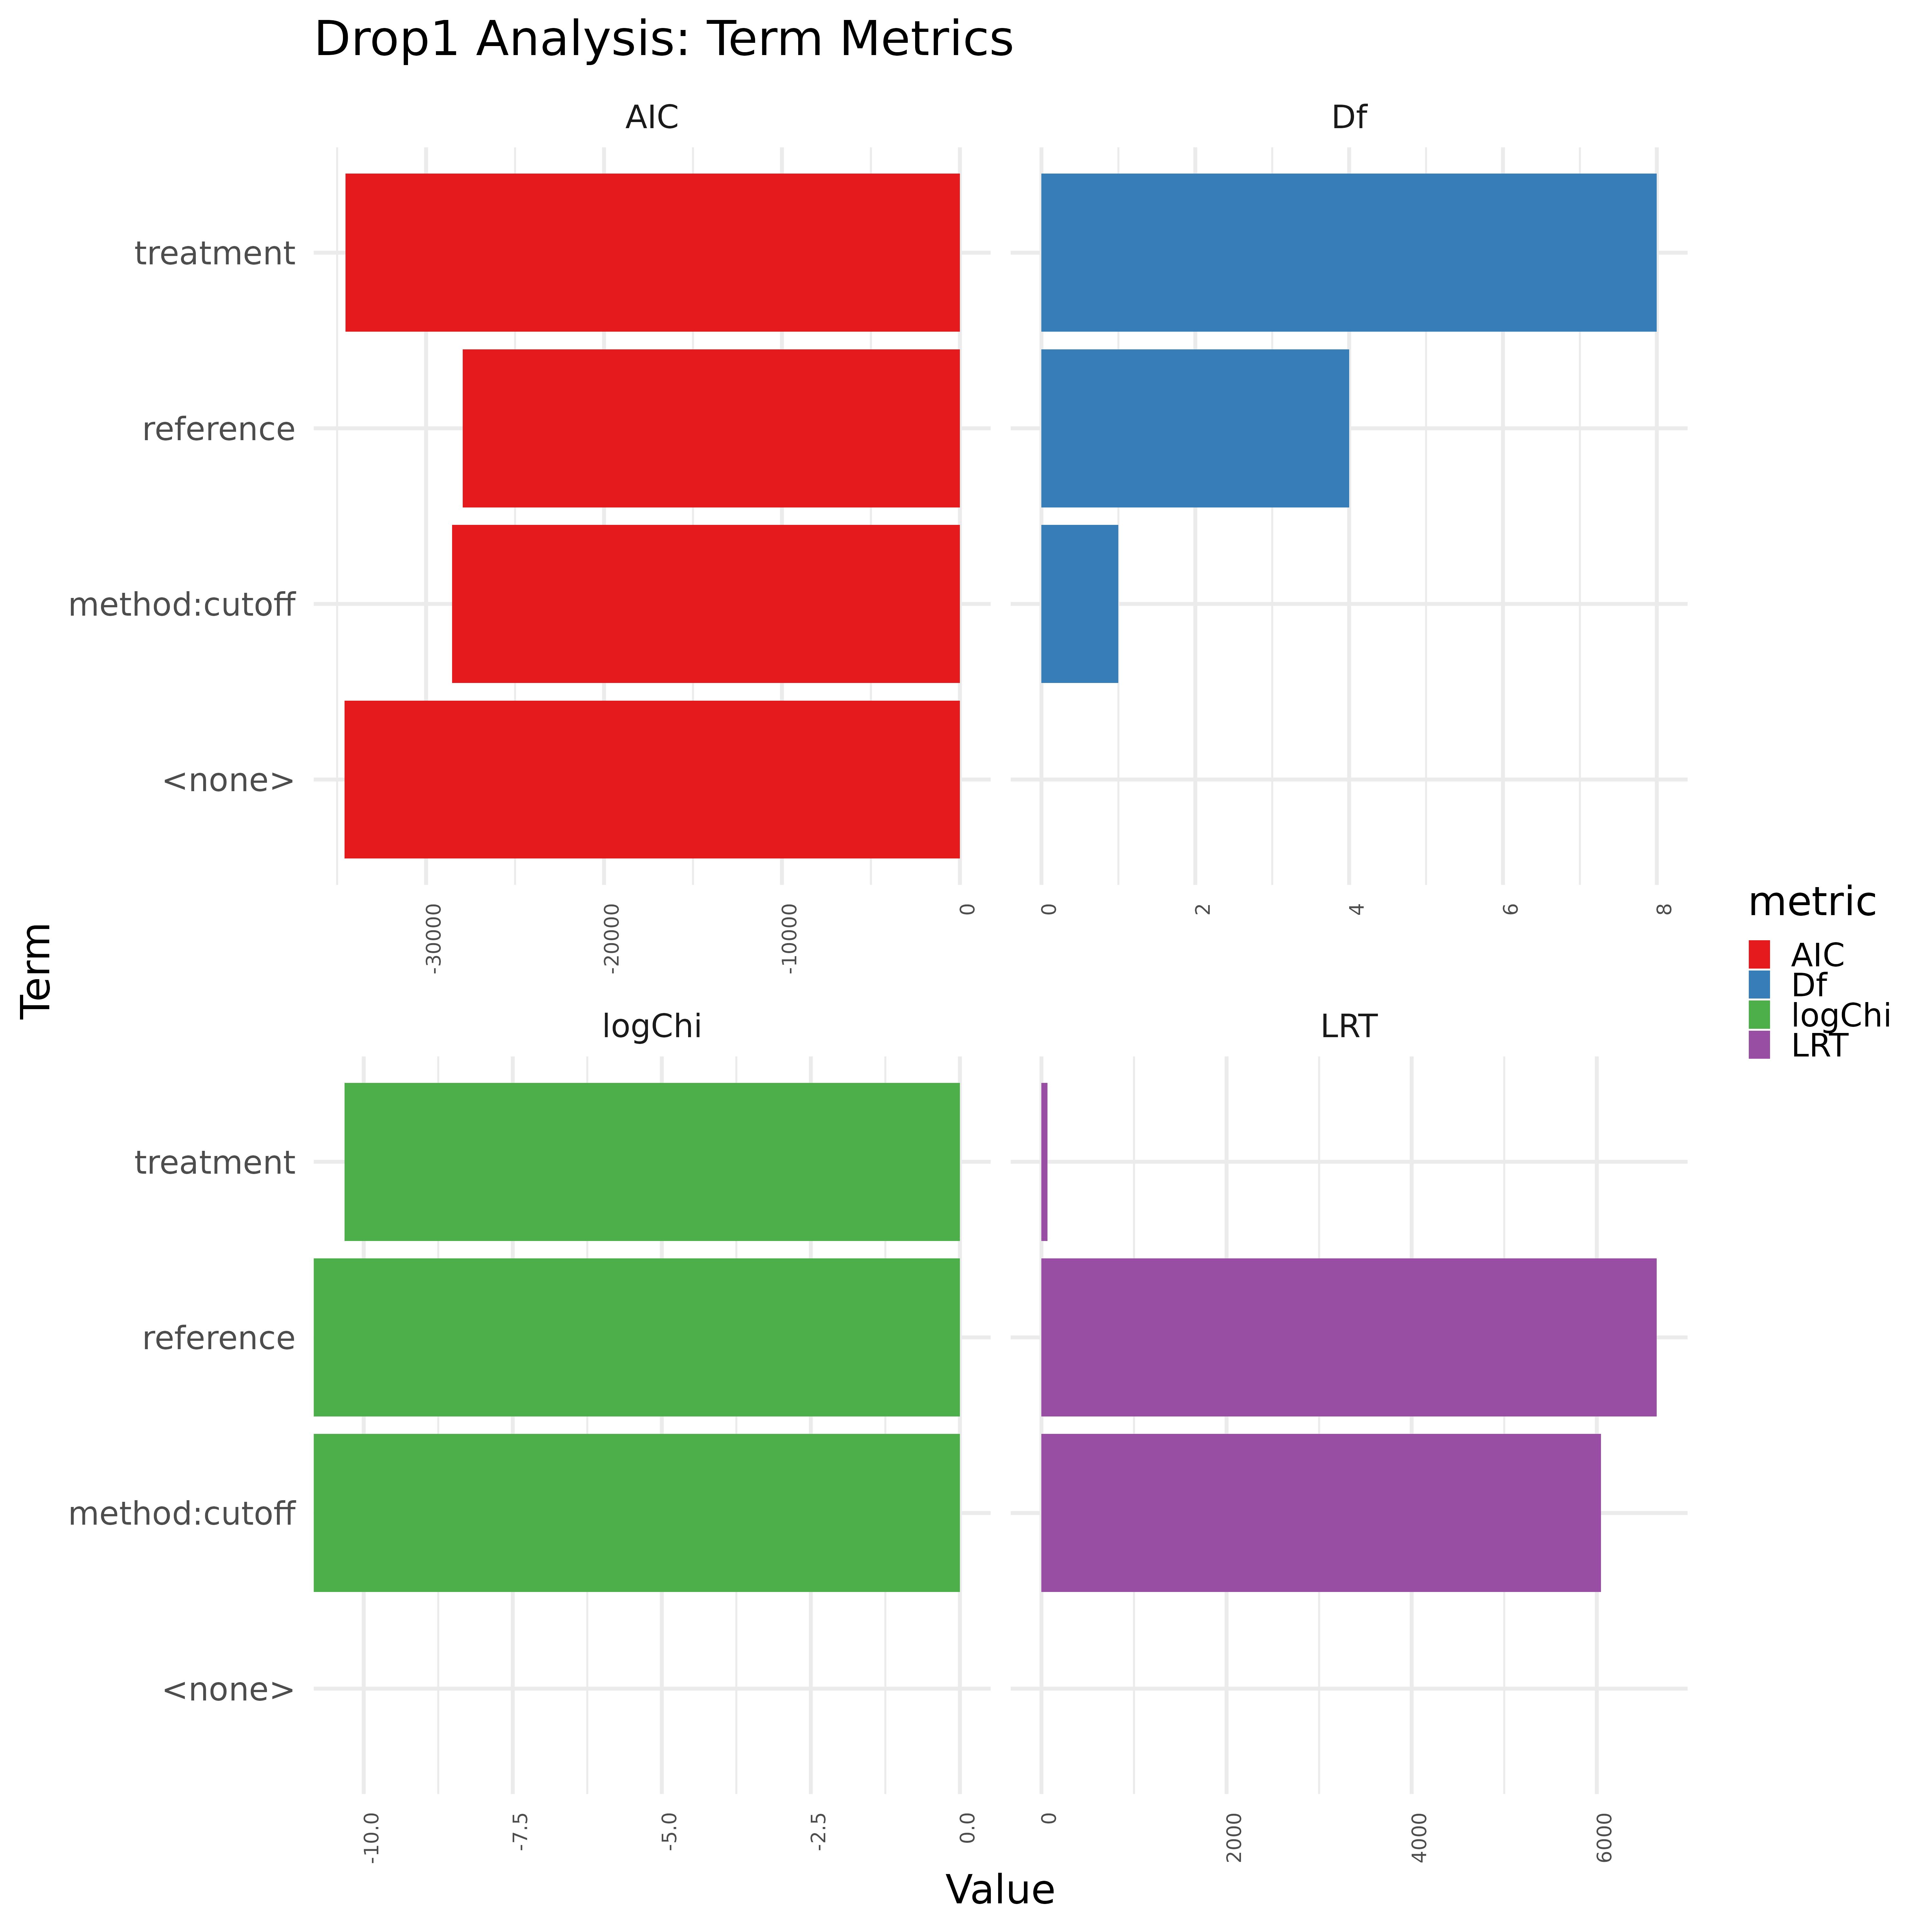 Drop1 Analysis: Term Metrics
AIC
Df
treatment
reference
method:cutoff
<none>
-30000
-20000
-10000
0
0
2
4
6
8
logChi
LRT
treatment
reference
method:cutoff
<none>
-10.0
-7.5
-5.0
-2.5
0.0
0
2000
4000
6000
Term
Value
metric
AIC
Df
logChi
LRT